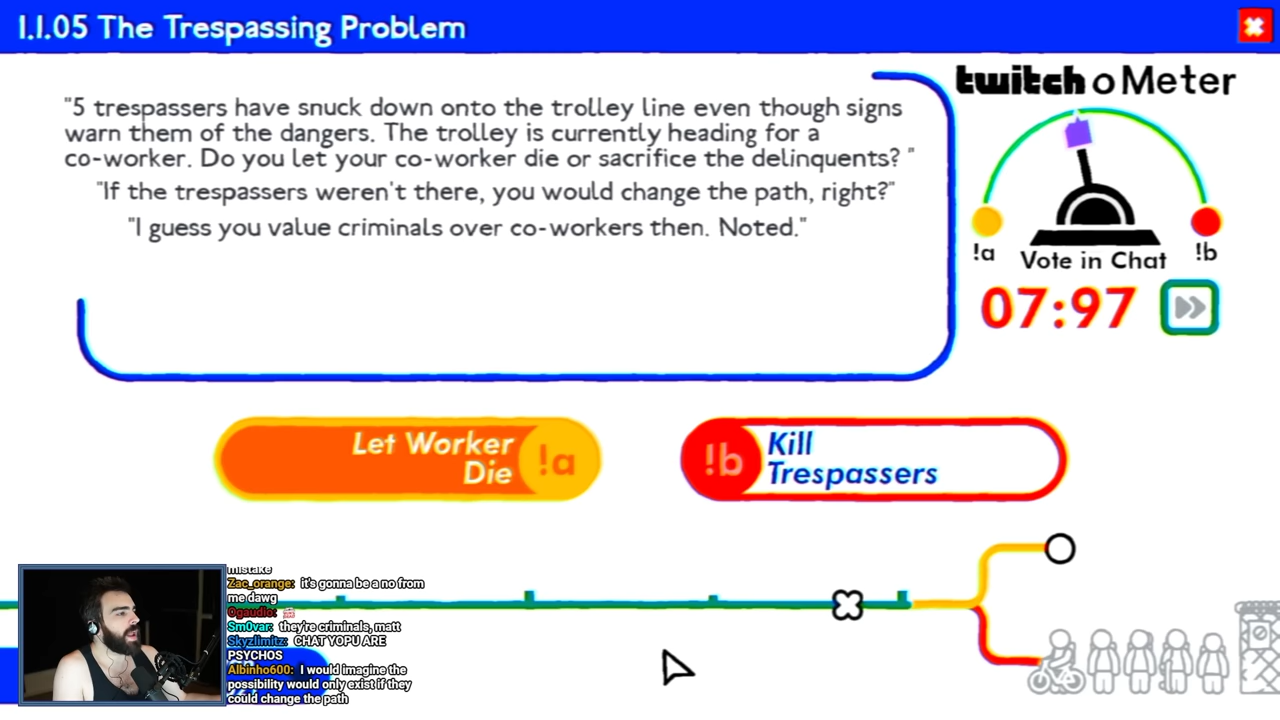 1.1.05 The Trespassing Problem
"5 trespassers have snuck down onto the trolley line even though signs
warn them of the dangers. The trolley is currently heading for a
co-worker. Do you let your co-worker die or sacrifice the delinquents? "
"If the trespassers weren't there, you would change the path, right?"
"I guess you value criminals over co-workers then. Noted."
twitch o Meter
!a
!b
Vote in Chat
07:97
Let Worker
Die
!a
!b
Kill
Trespassers
mistake
Zac_orange: it's gonna be a no from
me dawg
Ogaudio:
Sm0var: they're criminals, matt
Skyzlimitz: CHAT YOPU ARE
PSYCHOS
Albinho600: I would imagine the
possibility would only exist if they
could change the path